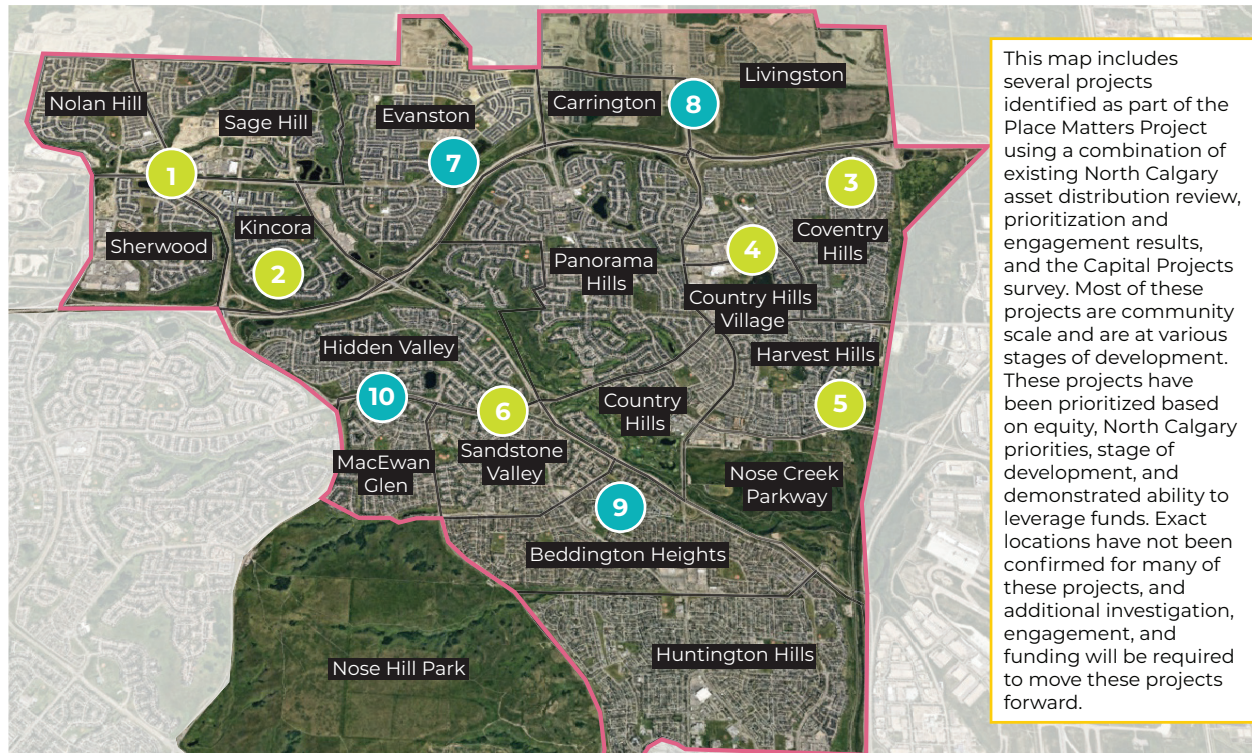 Nolan Hill
Sage Hill
Evanston
Carrington
Livingston
8
7
1
3
Sherwood
Kincora
2
Panorama
Hills
4
Coventry
Hills
Country Hills
Village
Hidden Valley
Harvest Hills
10
6
Country
Hills
5
MacEwan
Glen
Sandstone
Valley
Nose Creek
Parkway
9
Beddington Heights
Nose Hill Park
Huntington Hills
This map includes
several projects
identified as part of the
Place Matters Project
using a combination of
existing North Calgary
asset distribution review,
prioritization and
engagement results,
and the Capital Projects
survey. Most of these
projects are community
scale and are at various
stages of development.
These projects have
been prioritized based
on equity, North Calgary
priorities, stage of
development, and
demonstrated ability to
leverage funds. Exact
locations have not been
confirmed for many of
these projects, and
additional investigation,
engagement, and
funding will be required
to move these projects
forward.